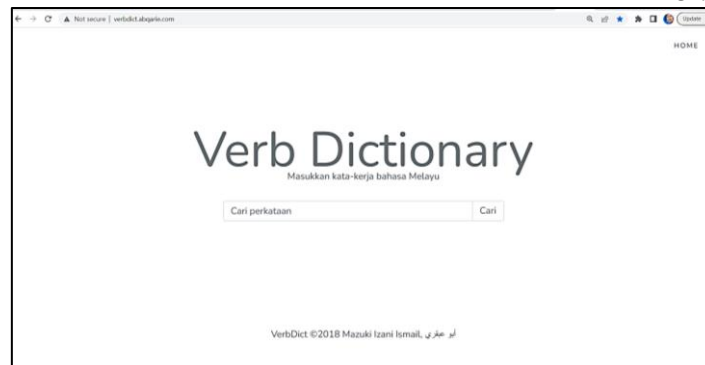 Not secure | verbdict.abqarie.com
Update
HOME
Verb Dictionary
Masukkan kata-kerja bahasa Melayu
Cari perkataan
Cari
VerbDict ©2018 Mazuki Izani Ismail, أبو عبقري